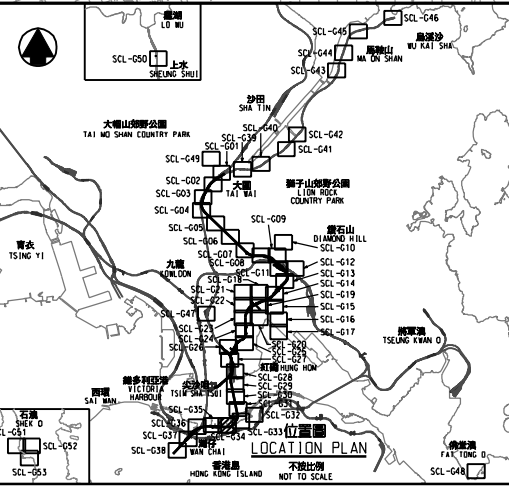 羅湖
LO WU
SCL-G50
上水
SHEUNG SHUI
SCL-G46
SCL-G45
烏溪沙
WU KAI SHA
SCL-G44
馬鞍山
MA ON SHAN
SCL-G43
沙田
SHA TIN
大帽山郊野公園
TAI MO SHAN COUNTRY PARK
SCL-G40
SCL-G39
SCL-G42
SCL-G01
SCL-G41
SCL-G49
SCL-G02
大圍
TAI WAI
獅子山郊野公園
LION ROCK
COUNTRY PARK
SCL-G03
SCL-G04
SCL-G05
SCL-G09
鑽石山
DIAMOND HILL
SCL-G06
SCL-G10
青衣
TSING YI
SCL-G07
SCL-G08
九龍
KOWLOON
SCL-G11
SCL-G12
SCL-G13
SCL-G18
SCL-G14
SCL-G21
SCL-G19
SCL-G22
SCL-G15
SCL-G47
SCL-G16
SCL-G23
SCL-G17
將軍澳
TSEUNG KWAN O
SCL-G24
SCL-G20
SCL-G26
SCL-G25
SCL-G27
紅磡 HUNG HOM
SCL-G28
維多利亞港
VICTORIA
HARBOUR
尖沙咀
TSIM SHA TSUI
SCL-G29
SCL-G30
西環
SAI WAN
SCL-G31
SCL-G35
SCL-G32
石澳
SHEK O
SCL-G36
SCL-G33
SCL-G34
SCL-G37
灣仔
WAN CHAI
SCL-G38
SCL-G51
SCL-G52
SCL-G53
位置圖
LOCATION PLAN
香港島
HONG KONG ISLAND
不按比例
NOT TO SCALE
佛堂澳
FAT TONG O
SCL-G48